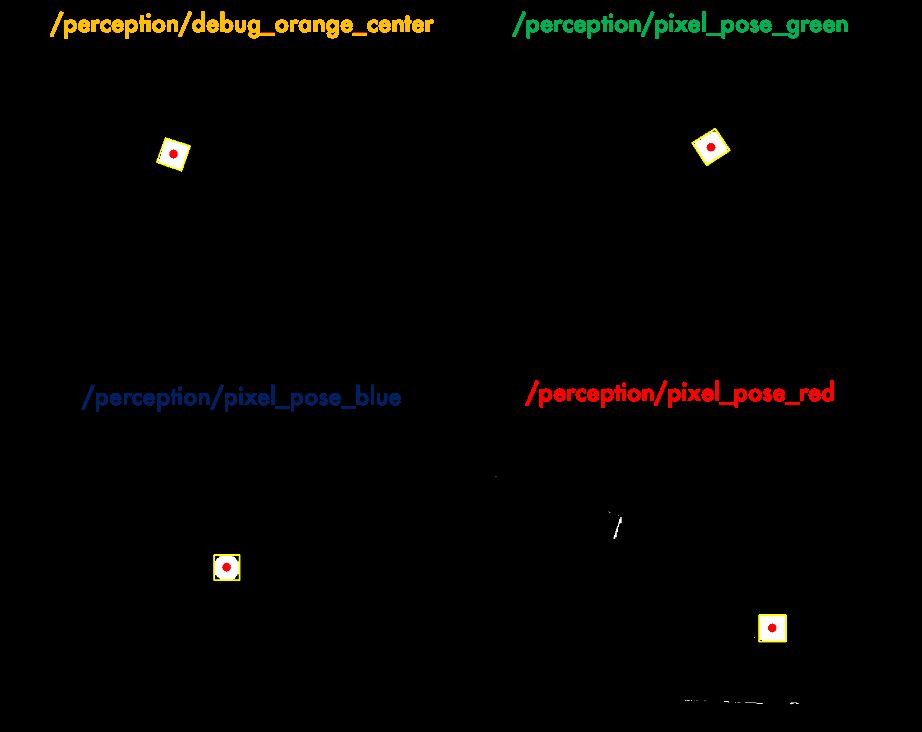 /perception/debug_orange_center
/perception/pixel_pose_green
/perception/pixel_pose_blue
/perception/pixel_pose_red